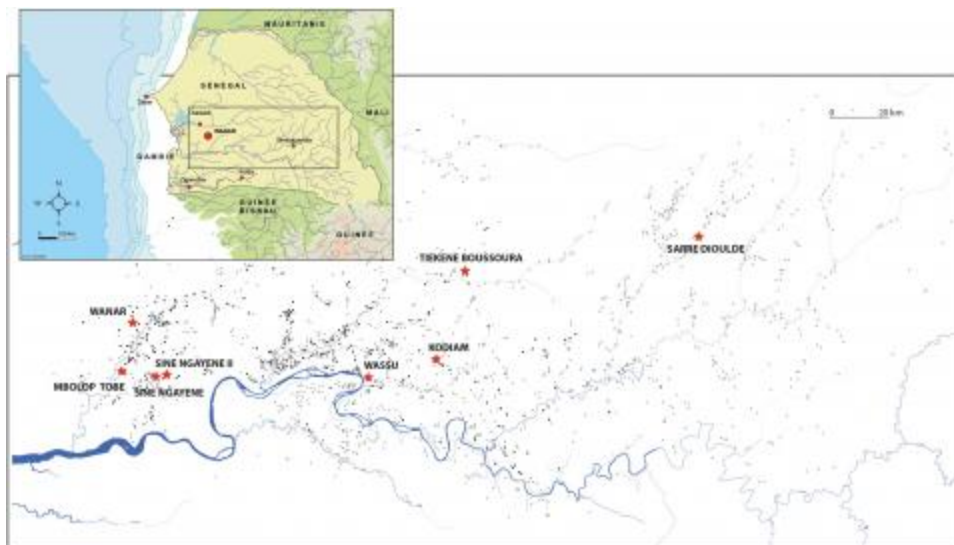 MAURITANIE
SÉNÉGAL
MALI
WANAR
GAMBIE
N
W E
S
GUINÉE
BISSAU
GUINÉE
0 20 km
SARRE DIOULDE
TIEKENE BOUSSOURA
WANAR
KODIAM
SINE NGAYENE II
WASSU
MBOLOP TOBE
SINE NGAYENE